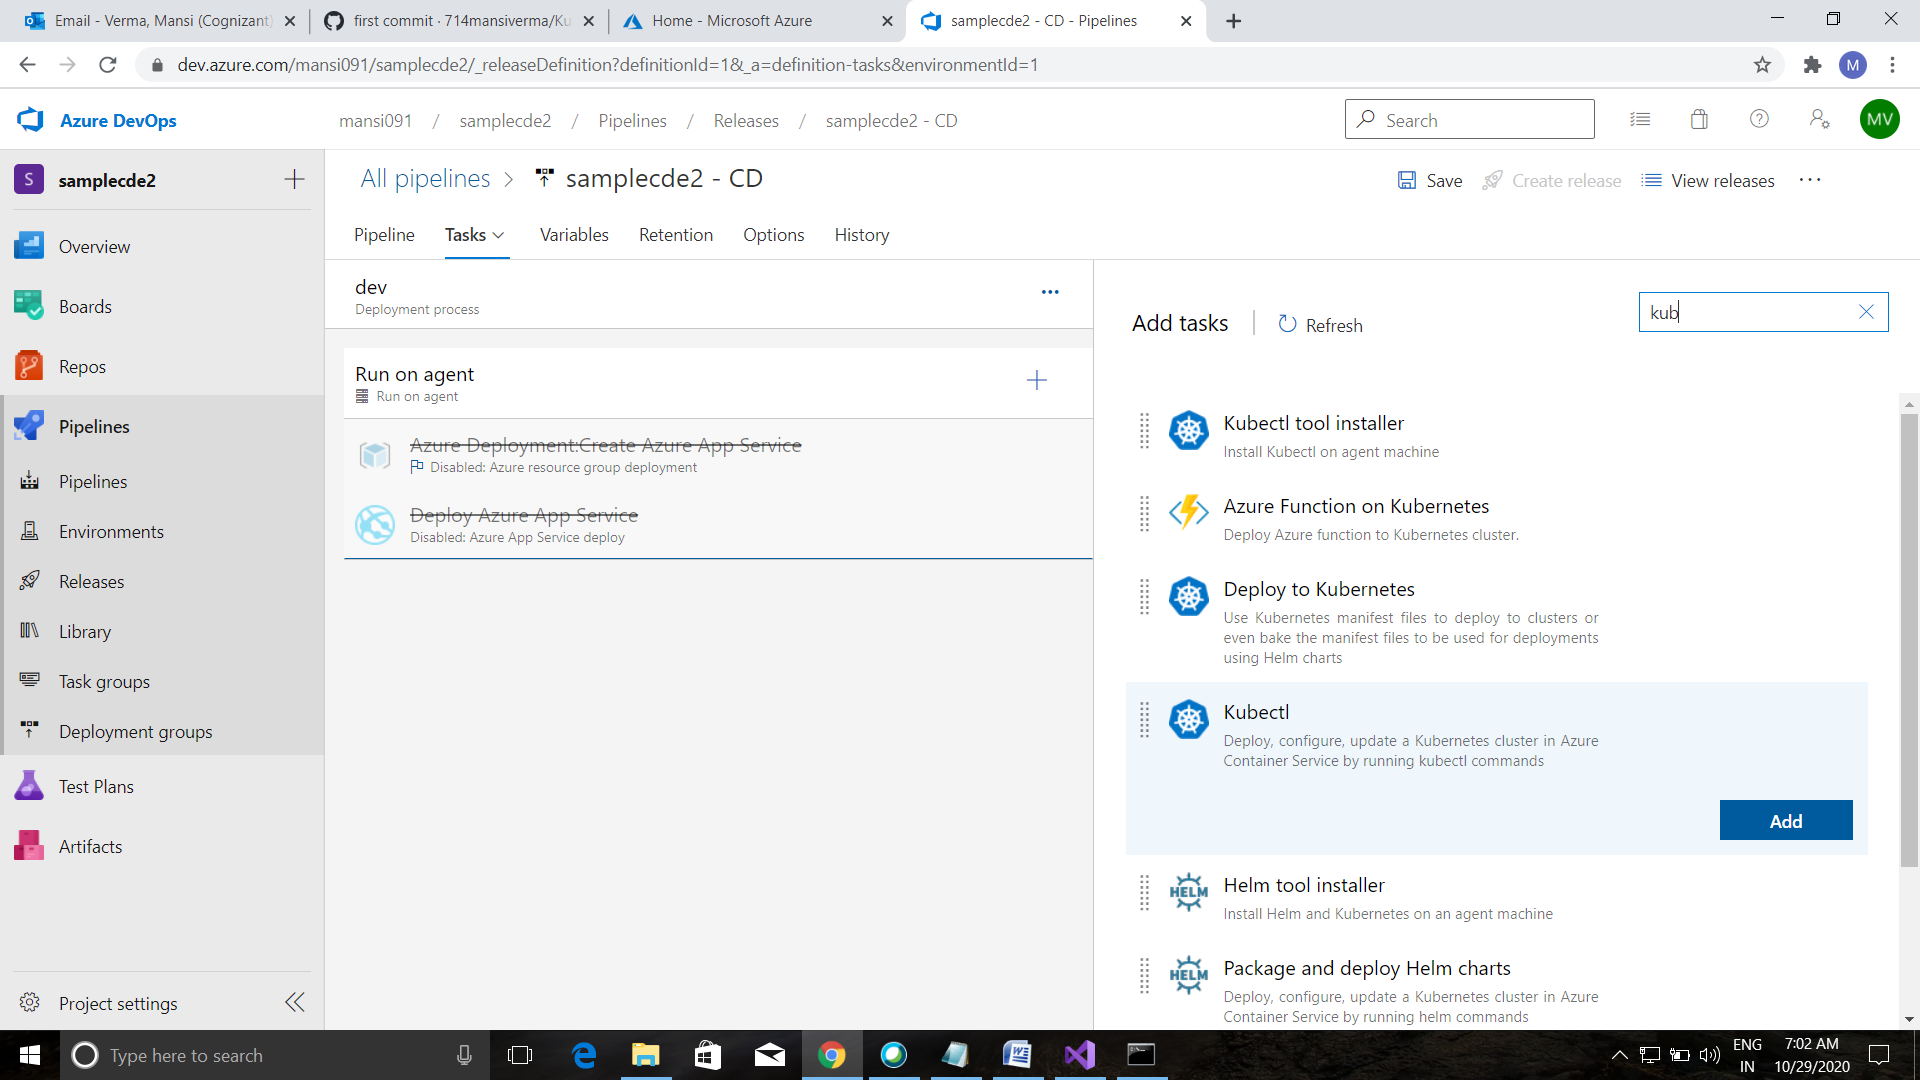 Email - Verma, Mansi (Cognizant)
first commit · 714mansiverma/Ku
Home - Microsoft Azure
samplecde2 - CD - Pipelines
dev.azure.com/mansi091/samplecde2/_releaseDefinition?definitionId=1&_a=definition-tasks&environmentId=1
M
Azure DevOps
mansi091 / samplecde2 / Pipelines / Releases / samplecde2 - CD
Search
MV
S samplecde2
Overview
Boards
Repos
Pipelines
Pipelines
Environments
Releases
Library
Task groups
Deployment groups
Test Plans
Artifacts
Project settings
All pipelines > samplecde2 - CD
Save
Create release
View releases
Pipeline
Tasks
Variables
Retention
Options
History
dev
Deployment process
Run on agent
Run on agent
Azure Deployment:Create Azure App Service
Disabled: Azure resource group deployment
Deploy Azure App Service
Disabled: Azure App Service deploy
Add tasks
Refresh
kub
Kubectl tool installer
Install Kubectl on agent machine
Azure Function on Kubernetes
Deploy Azure function to Kubernetes cluster.
Deploy to Kubernetes
Use Kubernetes manifest files to deploy to clusters or
even bake the manifest files to be used for deployments
using Helm charts
Kubectl
Deploy, configure, update a Kubernetes cluster in Azure
Container Service by running kubectl commands
Add
HELM
Helm tool installer
Install Helm and Kubernetes on an agent machine
HELM
Package and deploy Helm charts
Deploy, configure, update a Kubernetes cluster in Azure
Container Service by running helm commands
Type here to search
ENG
IN
7:02 AM
10/29/2020